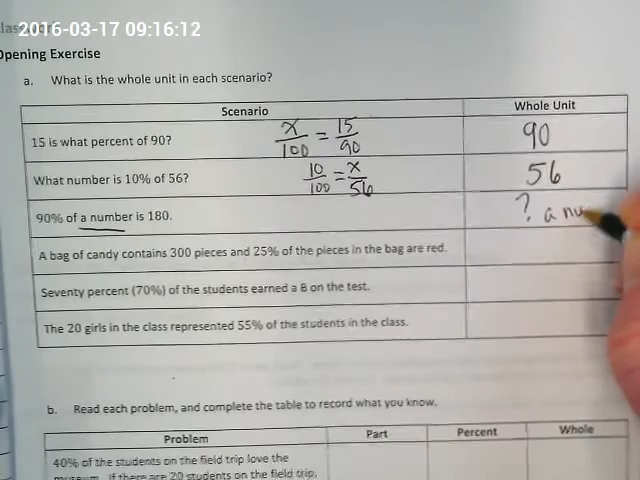 2016-03-17 09:16:12
Opening Exercise
a. What is the whole unit in each scenario?
Scenario Whole Unit
15 is what percent of 90? x/100 = 15/90 90
What number is 10% of 56? 10/100 = x/56 56
90% of a number is 180. ? a nu
A bag of candy contains 300 pieces and 25% of the pieces in the bag are red.
Seventy percent (70%) of the students earned a B on the test.
The 20 girls in the class represented 55% of the students in the class.
b. Read each problem, and complete the table to record what you know.
Problem Part Percent Whole
40% of the students on the field trip love the
museum. If there are 20 students on the field trip,